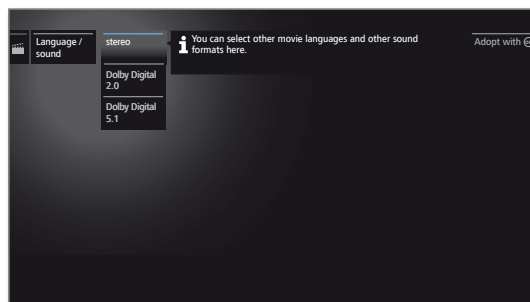 Language /
sound
stereo
Dolby Digital
2.0
Dolby Digital
5.1
You can select other movie languages and other sound
formats here.
Adopt with